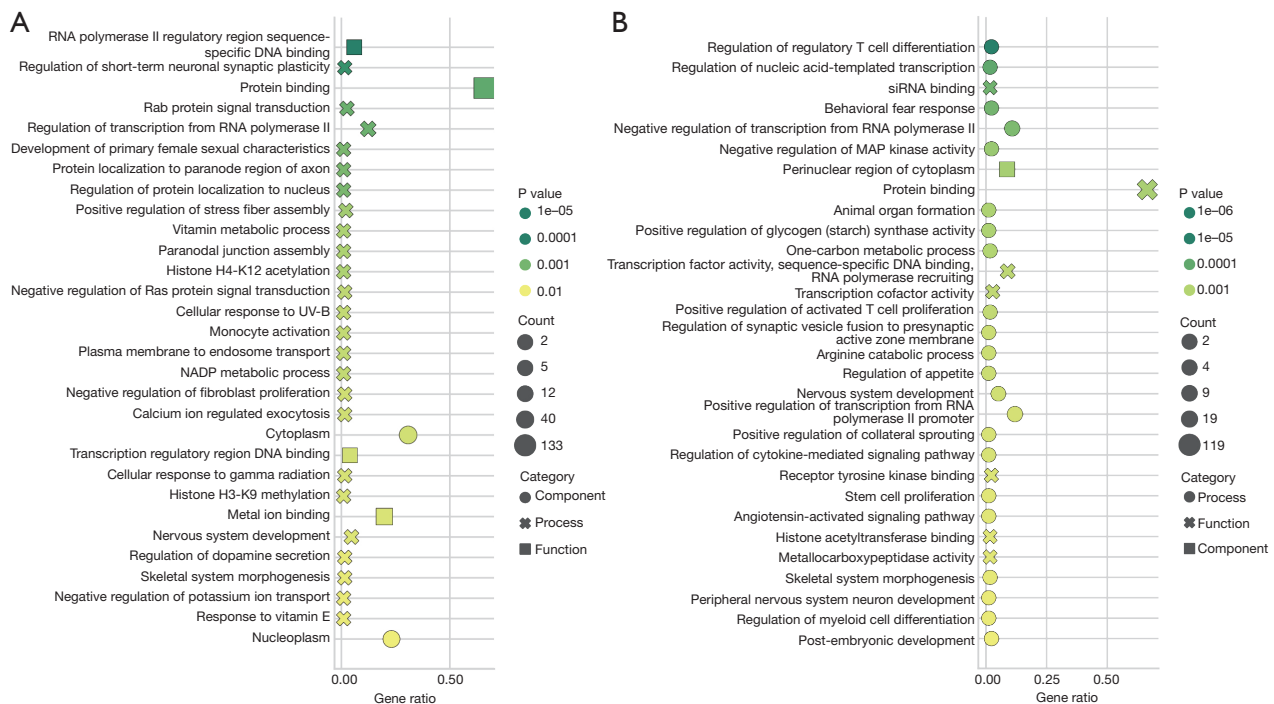 A
RNA polymerase II regulatory region sequence-
specific DNA binding
Regulation of short-term neuronal synaptic plasticity
Protein binding
Rab protein signal transduction
Regulation of transcription from RNA polymerase II
Development of primary female sexual characteristics
Protein localization to paranode region of axon
Regulation of protein localization to nucleus
Positive regulation of stress fiber assembly
Vitamin metabolic process
Paranodal junction assembly
Histone H4-K12 acetylation
Negative regulation of Ras protein signal transduction
Cellular response to UV-B
Monocyte activation
Plasma membrane to endosome transport
NADP metabolic process
Negative regulation of fibroblast proliferation
Calcium ion regulated exocytosis
Cytoplasm
Transcription regulatory region DNA binding
Cellular response to gamma radiation
Histone H3-K9 methylation
Metal ion binding
Nervous system development
Regulation of dopamine secretion
Skeletal system morphogenesis
Negative regulation of potassium ion transport
Response to vitamin E
Nucleoplasm
0.00 0.50
Gene ratio
P value
1e–05
0.0001
0.001
0.01
Count
2
5
12
40
133
Category
Component
Process
Function
B
Regulation of regulatory T cell differentiation
Regulation of nucleic acid-templated transcription
siRNA binding
Behavioral fear response
Negative regulation of transcription from RNA polymerase II
Negative regulation of MAP kinase activity
Perinuclear region of cytoplasm
Protein binding
Animal organ formation
Positive regulation of glycogen (starch) synthase activity
One-carbon metabolic process
Transcription factor activity, sequence-specific DNA binding,
RNA polymerase recruiting
Transcription cofactor activity
Positive regulation of activated T cell proliferation
Regulation of synaptic vesicle fusion to presynaptic
active zone membrane
Arginine catabolic process
Regulation of appetite
Nervous system development
Positive regulation of transcription from RNA
polymerase II promoter
Positive regulation of collateral sprouting
Regulation of cytokine-mediated signaling pathway
Receptor tyrosine kinase binding
Stem cell proliferation
Angiotensin-activated signaling pathway
Histone acetyltransferase binding
Metallocarboxypeptidase activity
Skeletal system morphogenesis
Peripheral nervous system neuron development
Regulation of myeloid cell differentiation
Post-embryonic development
0.00 0.25 0.50
Gene ratio
P value
1e–06
1e–05
0.0001
0.001
Count
2
4
9
19
119
Category
Process
Function
Component